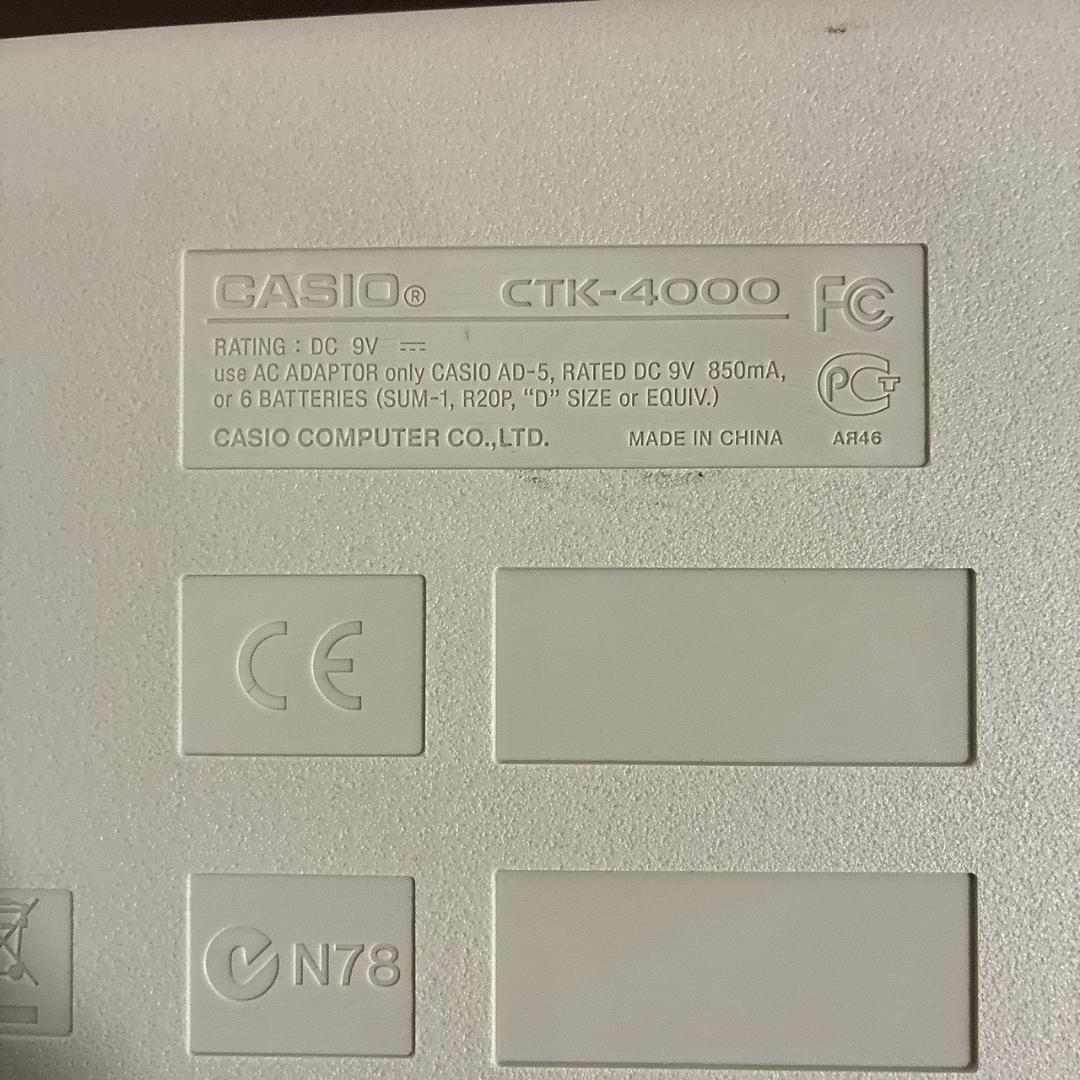 CASIO® CTK-4000 FC
RATING : DC 9V ⎓
use AC ADAPTOR only CASIO AD-5, RATED DC 9V 850mA,
or 6 BATTERIES (SUM-1, R20P, “D” SIZE or EQUIV.)
CASIO COMPUTER CO.,LTD. MADE IN CHINA АЯ46
CE
N78